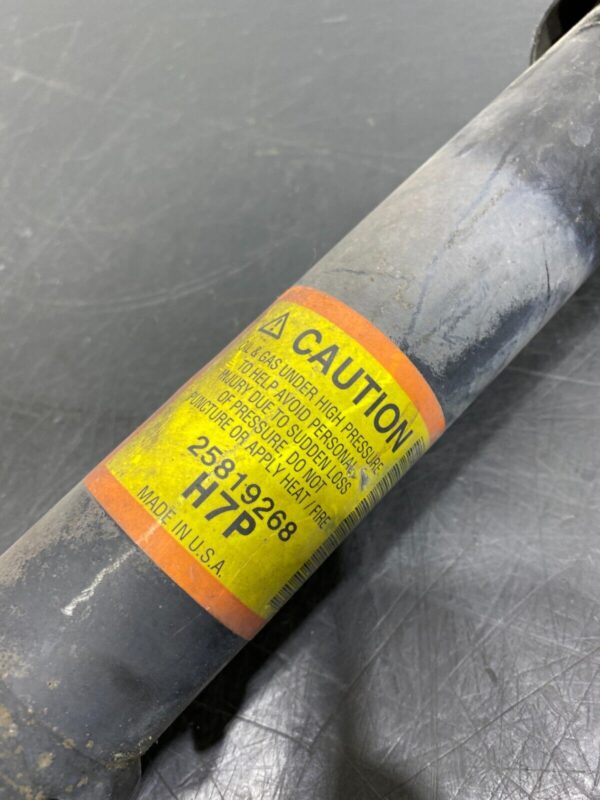 CAUTION
& GAS UNDER HIGH PRESSURE
TO HELP AVOID PERSONAL
INJURY DUE TO SUDDEN LOSS
OF PRESSURE, DO NOT
PUNCTURE OR APPLY HEAT / FIRE
25819268
H7P
MADE IN U.S.A.